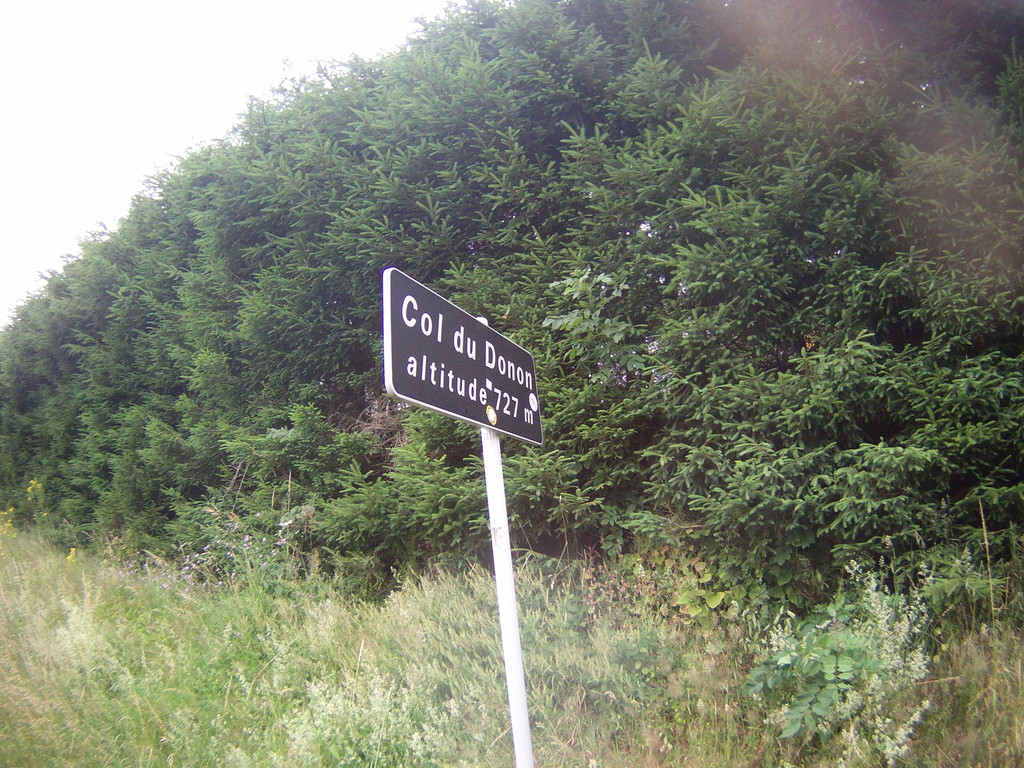 Col du Donon
altitude 727 m